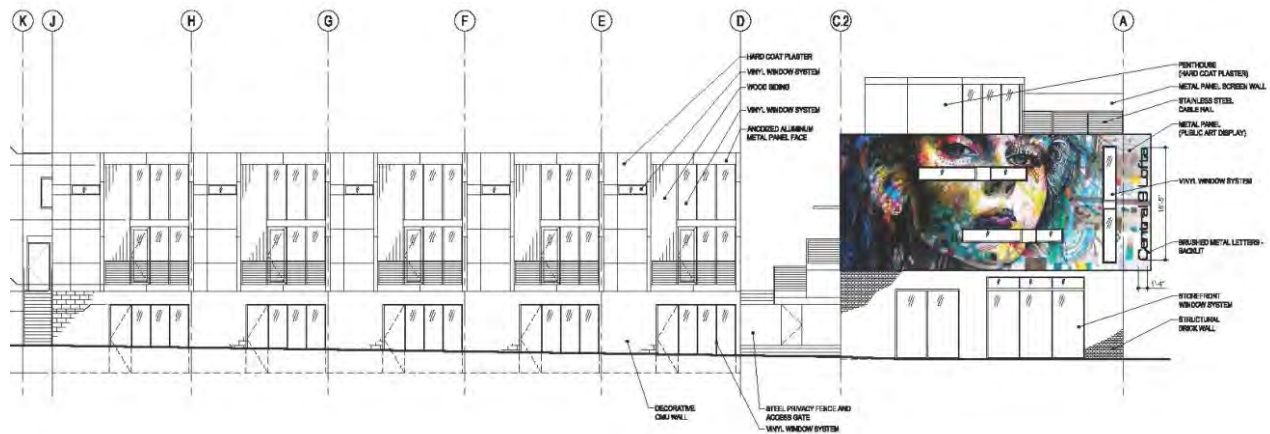 K J H G F E D C.2 A
HARD COAT PLASTER
VINYL WINDOW SYSTEM
WOOD SIDING
VINYL WINDOW SYSTEM
ANODIZED ALUMINUM
METAL PANEL FACE
PENTHOUSE
(HARD COAT PLASTER)
METAL PANEL SCREEN WALL
STAINLESS STEEL
CABLE RAIL
METAL PANEL
(PUBLIC ART DISPLAY)
VINYL WINDOW SYSTEM
Central 9 Lofts
BRUSHED METAL LETTERS -
BACKLIT
STOREFRONT
WINDOW SYSTEM
STRUCTURAL
BRICK WALL
DECORATIVE
CMU WALL
STEEL PRIVACY FENCE AND
ACCESS GATE
VINYL WINDOW SYSTEM